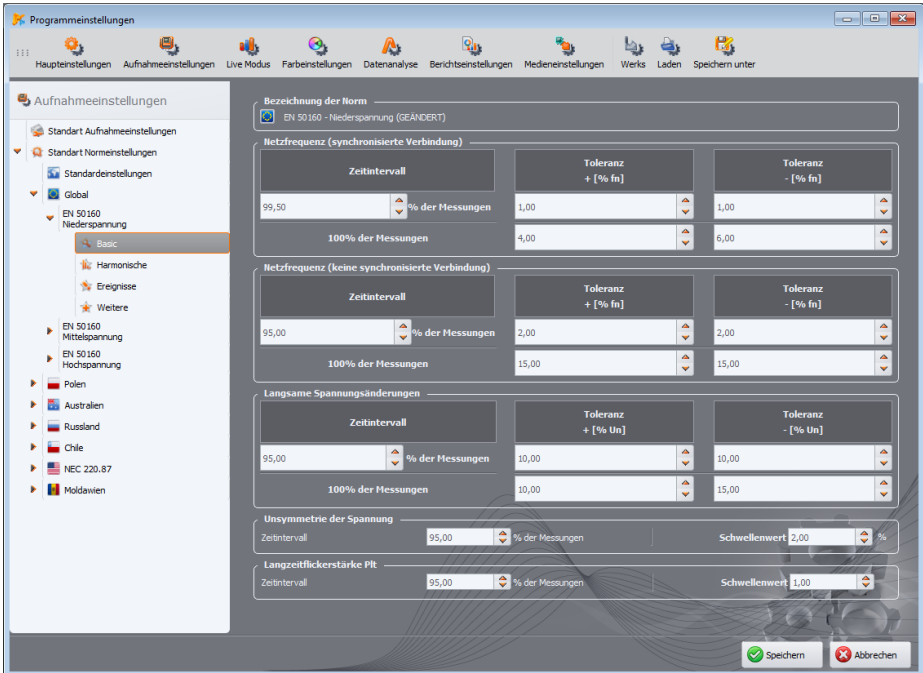 Programmeinstellungen
Haupteinstellungen Aufnahmeeinstellungen Live Modus Farbeinstellungen Datenanalyse Berichtseinstellungen Medieneinstellungen Werks Laden Speichern unter
Aufnahmeeinstellungen
Standart Aufnahmeeinstellungen
Standart Normeinstellungen
Standardeinstellungen
Global
EN 50160
Niederspannung
Basic
Harmonische
Ereignisse
Weitere
EN 50160
Mittelspannung
EN 50160
Hochspannung
Polen
Australien
Russland
Chile
NEC 220.87
Moldawien
Bezeichnung der Norm
EN 50160 - Niederspannung (GEÄNDERT)
Netzfrequenz (synchronisierte Verbindung)
Zeitintervall
Toleranz
+ [% fn]
Toleranz
- [% fn]
99,50 % der Messungen 1,00 1,00
100% der Messungen 4,00 6,00
Netzfrequenz (keine synchronisierte Verbindung)
Zeitintervall
Toleranz
+ [% fn]
Toleranz
- [% fn]
95,00 % der Messungen 2,00 2,00
100% der Messungen 15,00 15,00
Langsame Spannungsänderungen
Zeitintervall
Toleranz
+ [% Un]
Toleranz
- [% Un]
95,00 % der Messungen 10,00 10,00
100% der Messungen 10,00 15,00
Unsymmetrie der Spannung
Zeitintervall 95,00 % der Messungen Schwellenwert 2,00 %
Langzeitflickerstärke Plt
Zeitintervall 95,00 % der Messungen Schwellenwert 1,00
Speichern Abbrechen